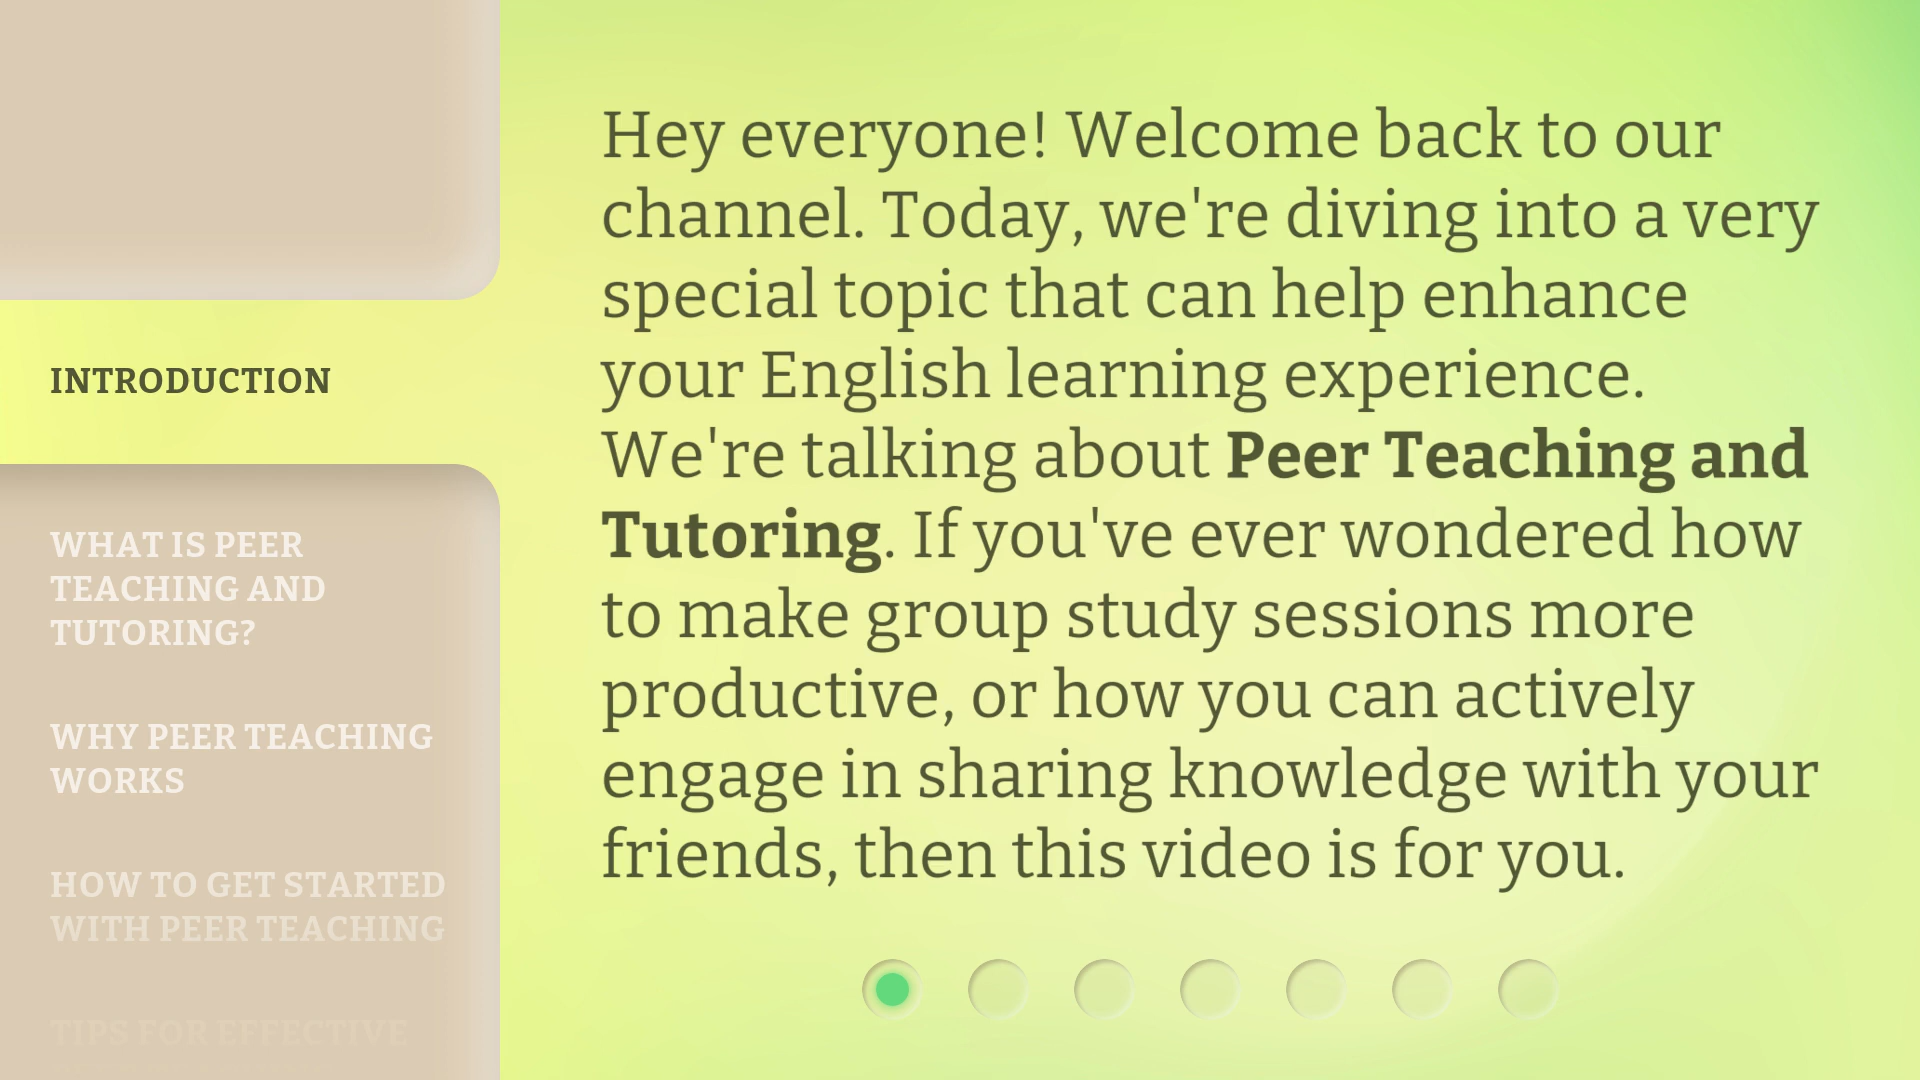 INTRODUCTION
WHAT IS PEER
TEACHING AND
TUTORING?
WHY PEER TEACHING
WORKS
HOW TO GET STARTED
WITH PEER TEACHING
TIPS FOR EFFECTIVE
Hey everyone! Welcome back to our
channel. Today, we're diving into a very
special topic that can help enhance
your English learning experience.
We're talking about Peer Teaching and
Tutoring. If you've ever wondered how
to make group study sessions more
productive, or how you can actively
engage in sharing knowledge with your
friends, then this video is for you.